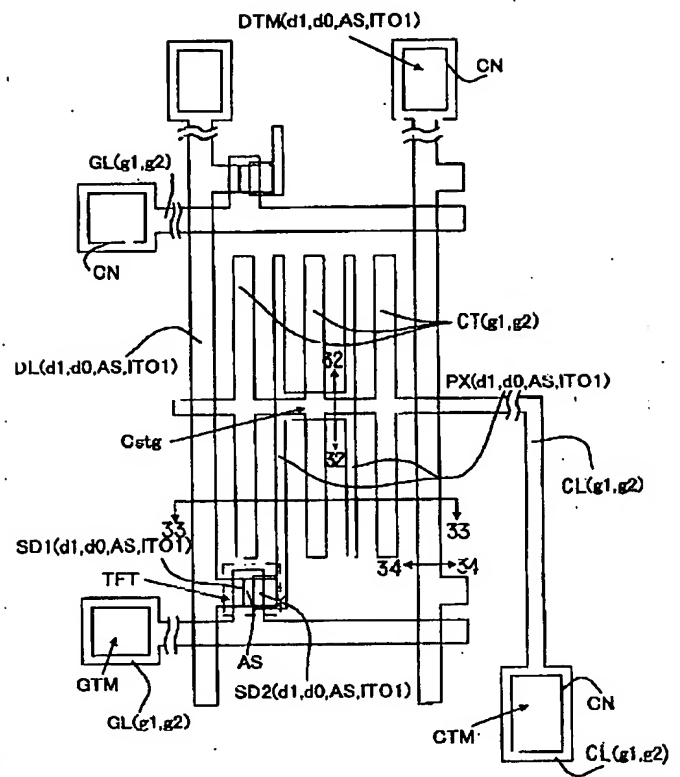 DTM(d1,d0,AS,ITO1)
CN
GL(g1,g2)
CN
CT(g1,g2)
DL(d1,d0,AS,ITO1)
32
PX(d1,d0,AS,ITO1)
Cstg
32
CL(g1,g2)
33
33
SD1(d1,d0,AS,ITO1)
34
34
TFT
AS
GTM
SD2(d1,d0,AS,ITO1)
GL(g1,g2)
CN
CTM
CL(g1,g2)